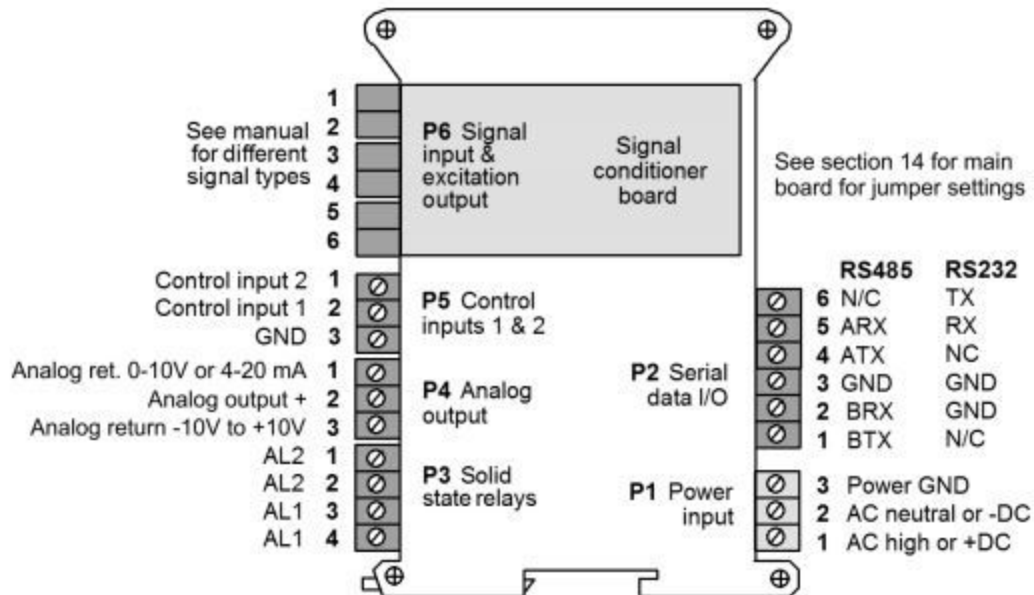 See manual
for different
signal types
1
2
3
4
5
6
P6 Signal
input &
excitation
output
Signal
conditioner
board
See section 14 for main
board for jumper settings
Control input 2 1
Control input 1 2
GND 3
P5 Control
inputs 1 & 2
Analog ret. 0-10V or 4-20 mA 1
Analog output + 2
Analog return -10V to +10V 3
P4 Analog
output
AL2 1
AL2 2
AL1 3
AL1 4
P3 Solid
state relays
P2 Serial
data I/O
RS485 RS232
6 N/C TX
5 ARX RX
4 ATX NC
3 GND GND
2 BRX GND
1 BTX N/C
P1 Power
input
3 Power GND
2 AC neutral or -DC
1 AC high or +DC